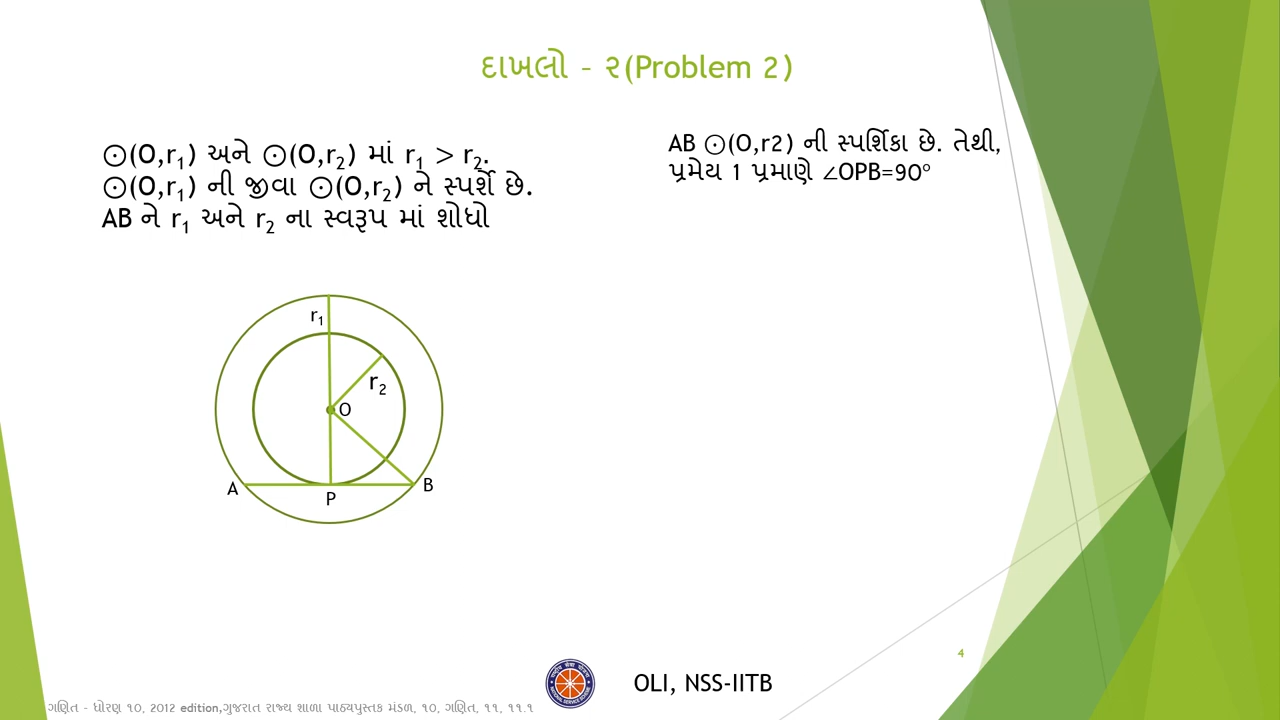 દાખલો - ૨(Problem 2)
⊙(O,r₁) અને ⊙(O,r₂) માં r₁ > r₂.
⊙(O,r₁) ની જીવા ⊙(O,r₂) ને સ્પર્શે છે.
AB ને r₁ અને r₂ ના સ્વરૂપ માં શોધો
AB ⊙(O,r2) ની સ્પર્શિકા છે. તેથી,
પ્રમેય 1 પ્રમાણે ∠OPB=90°
r₁
r₂
O
A
P
B
4
OLI, NSS-IITB
ગણિત - ધોરણ ૧૦, 2012 edition,ગુજરાત રાજ્ય શાળા પાઠ્યપુસ્તક મંડળ, ૧૦, ગણિત, ૧૧, ૧૧.૧